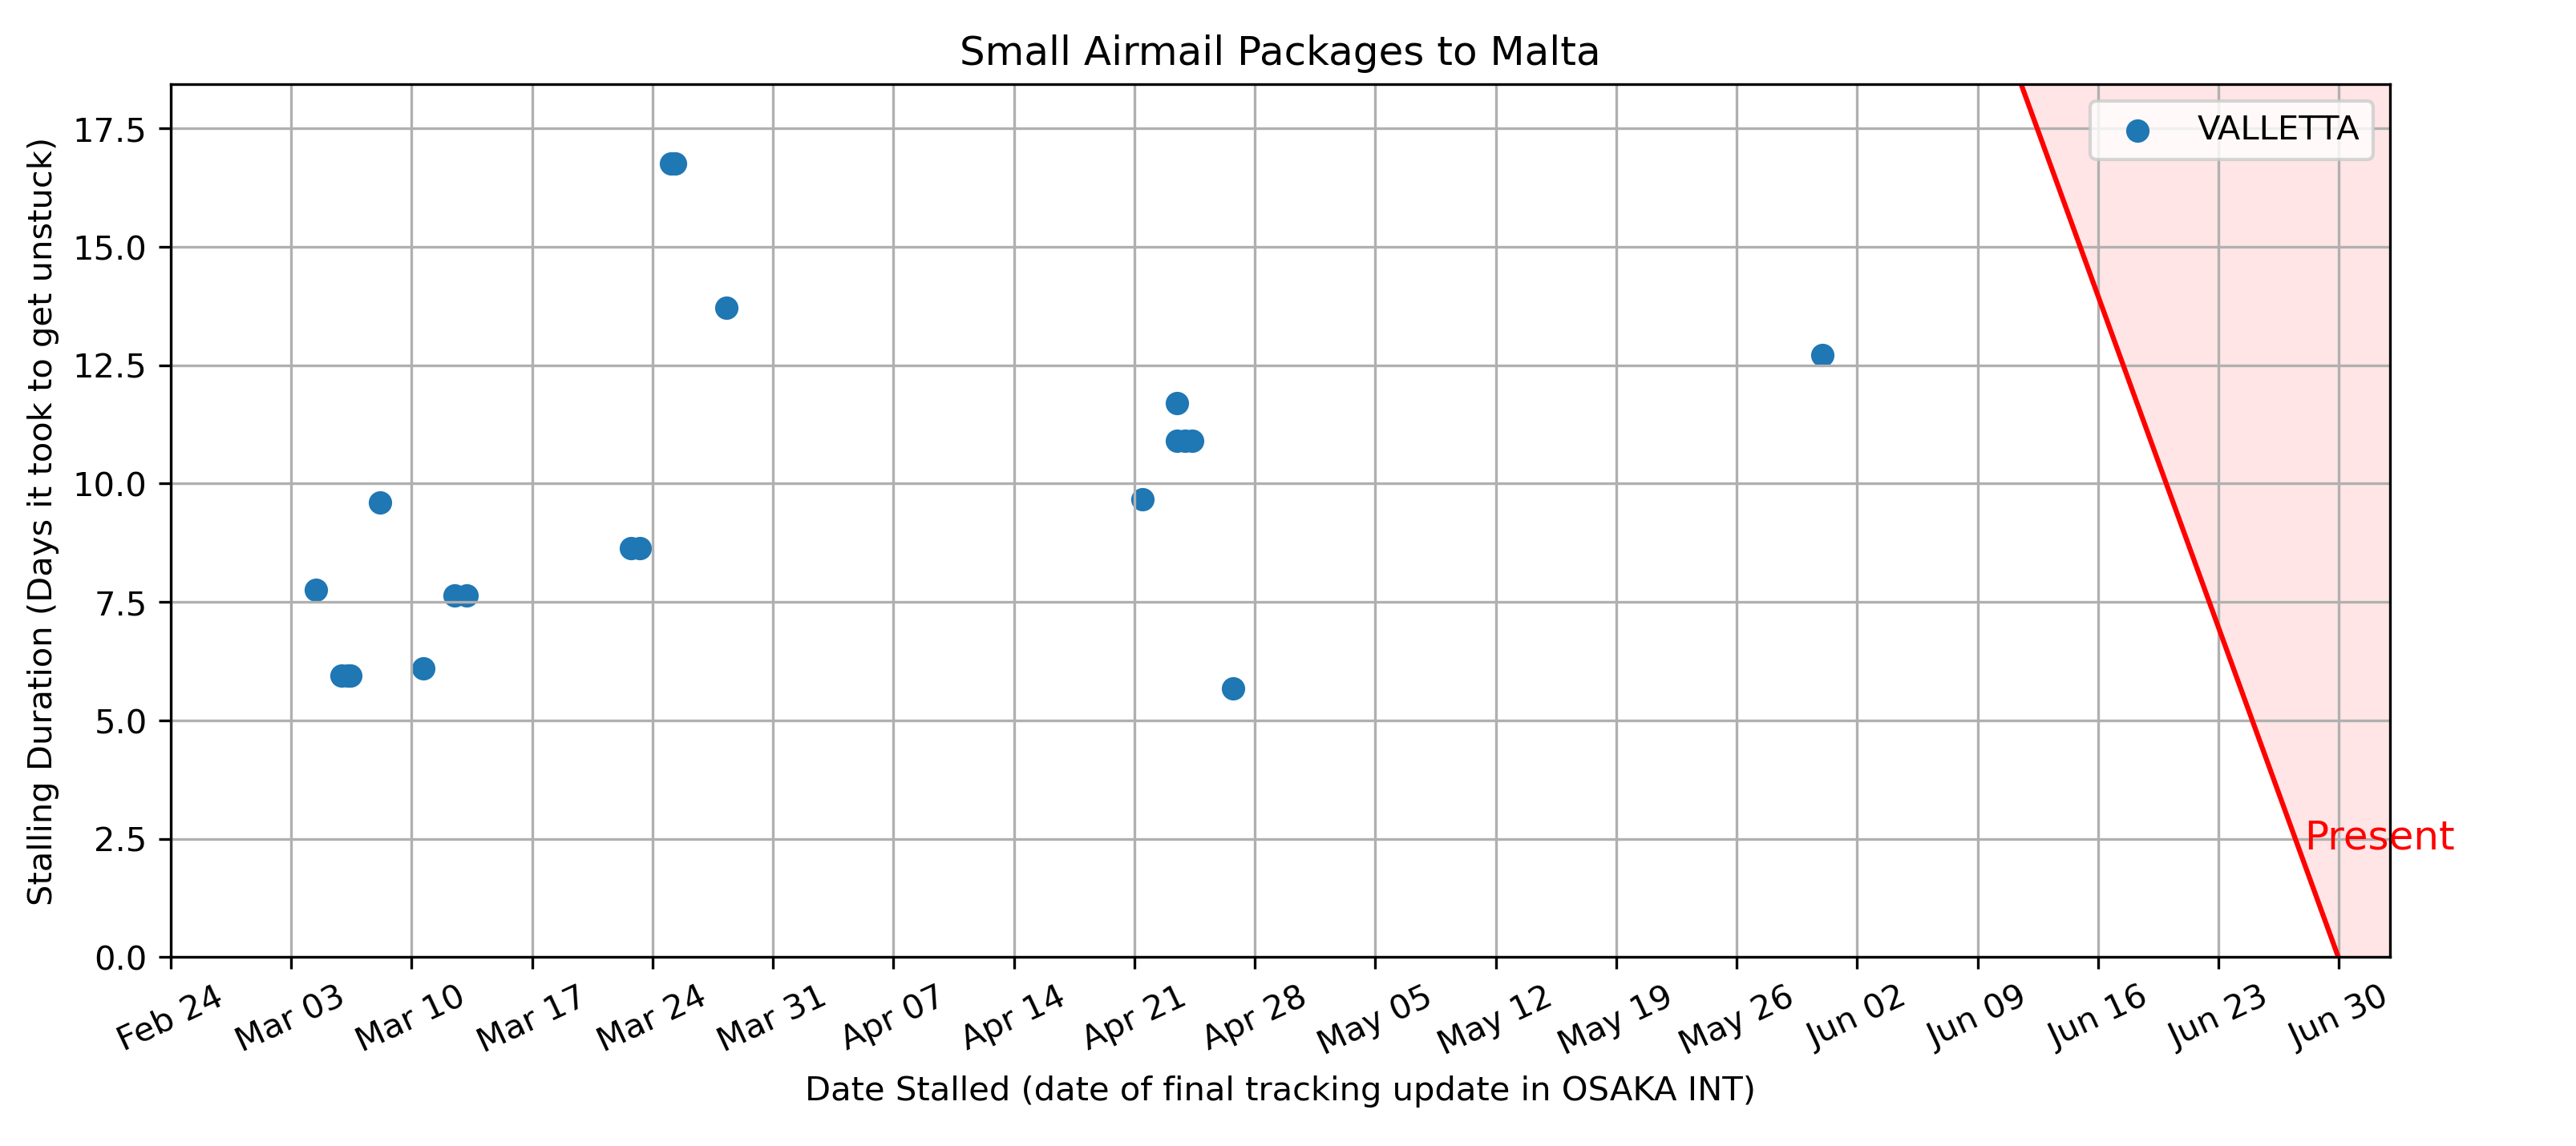 Small Airmail Packages to Malta
VALLETTA
Stalling Duration (Days it took to get unstuck)
17.5
15.0
12.5
10.0
7.5
5.0
2.5
0.0
Present
Feb 24
Mar 03
Mar 10
Mar 17
Mar 24
Mar 31
Apr 07
Apr 14
Apr 21
Apr 28
May 05
May 12
May 19
May 26
Jun 02
Jun 09
Jun 16
Jun 23
Jun 30
Date Stalled (date of final tracking update in OSAKA INT)